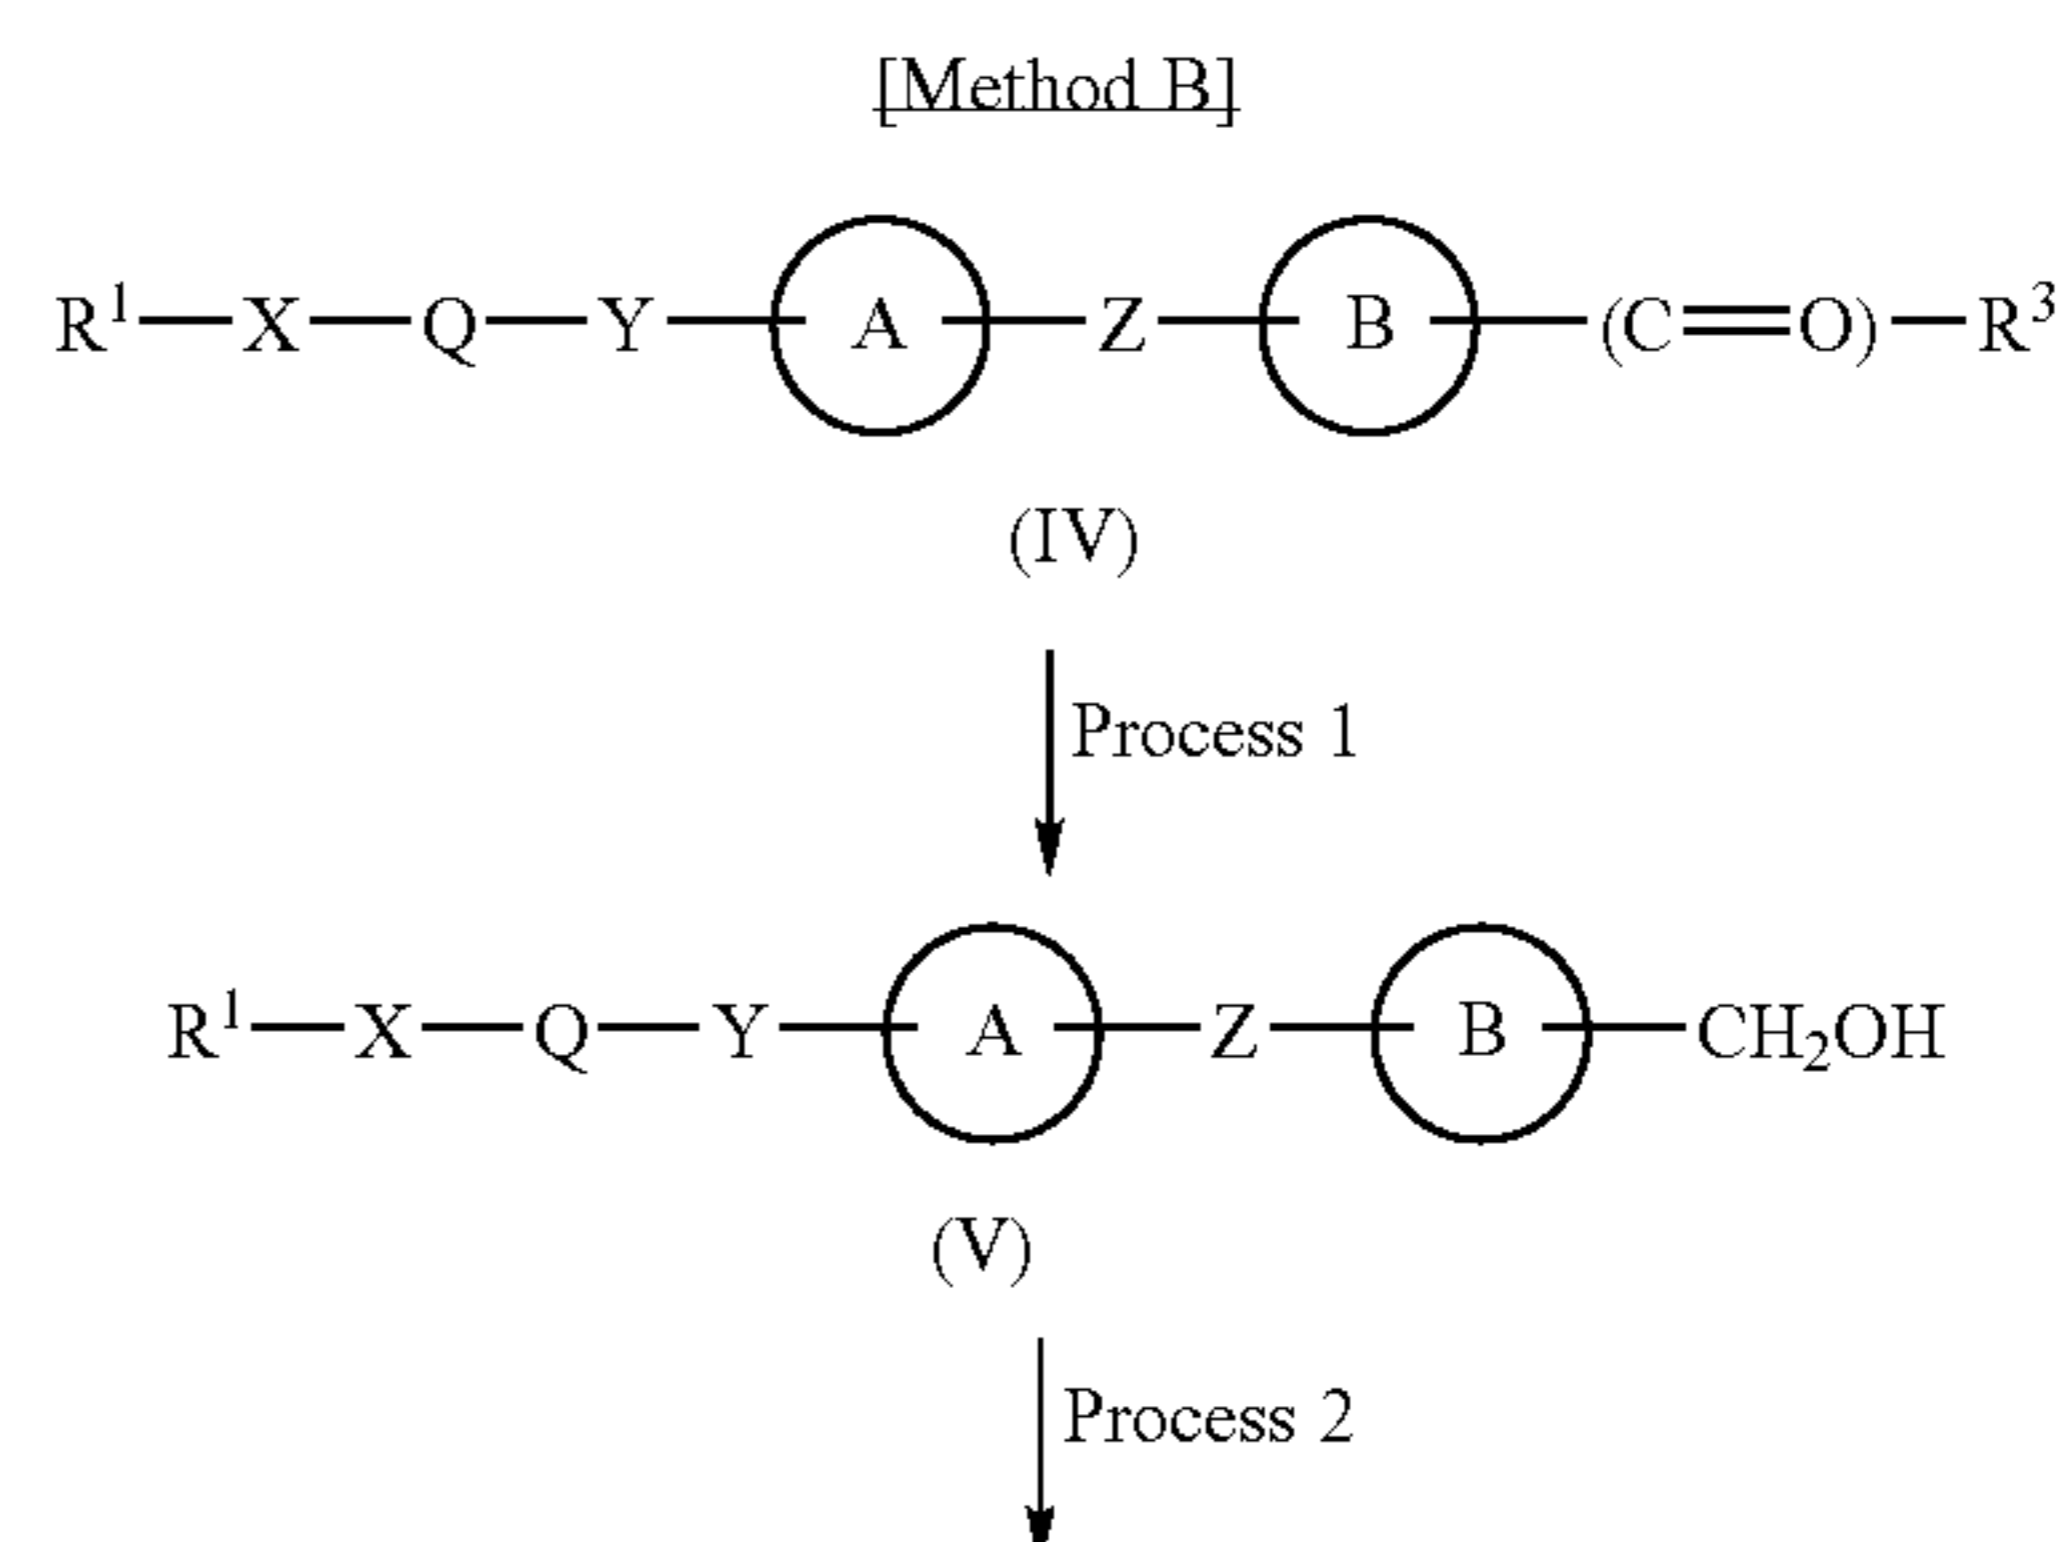 [Method B]
R¹—X—Q—Y—A—Z—B—(C=O)—R³
(IV)
Process 1
R¹—X—Q—Y—A—Z—B—CH₂OH
(V)
Process 2